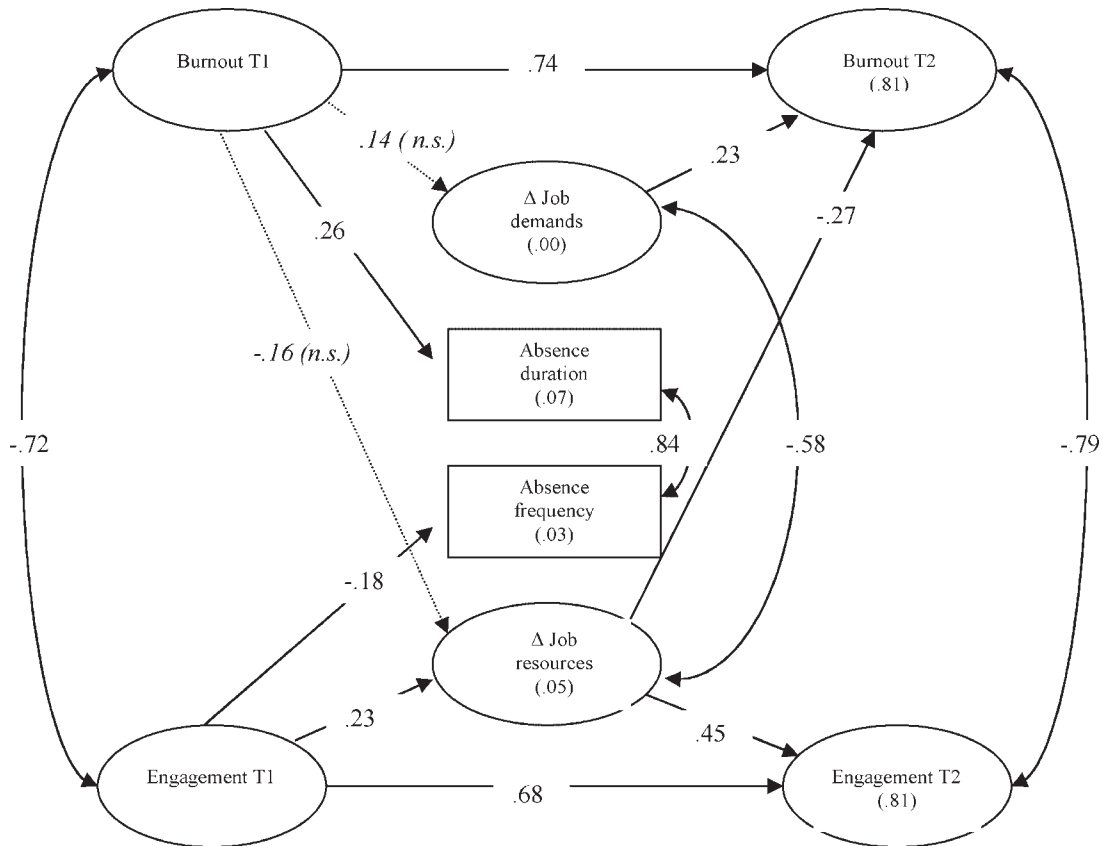 Burnout T1
.74
Burnout T2
(.81)
.14 ( n.s.)
.23
Δ Job
demands
(.00)
.26
-.27
-.16 (n.s.)
Absence
duration
(.07)
-.72
.84
-.58
-.79
Absence
frequency
(.03)
-.18
Δ Job
resources
(.05)
.23
.45
Engagement T1
.68
Engagement T2
(.81)